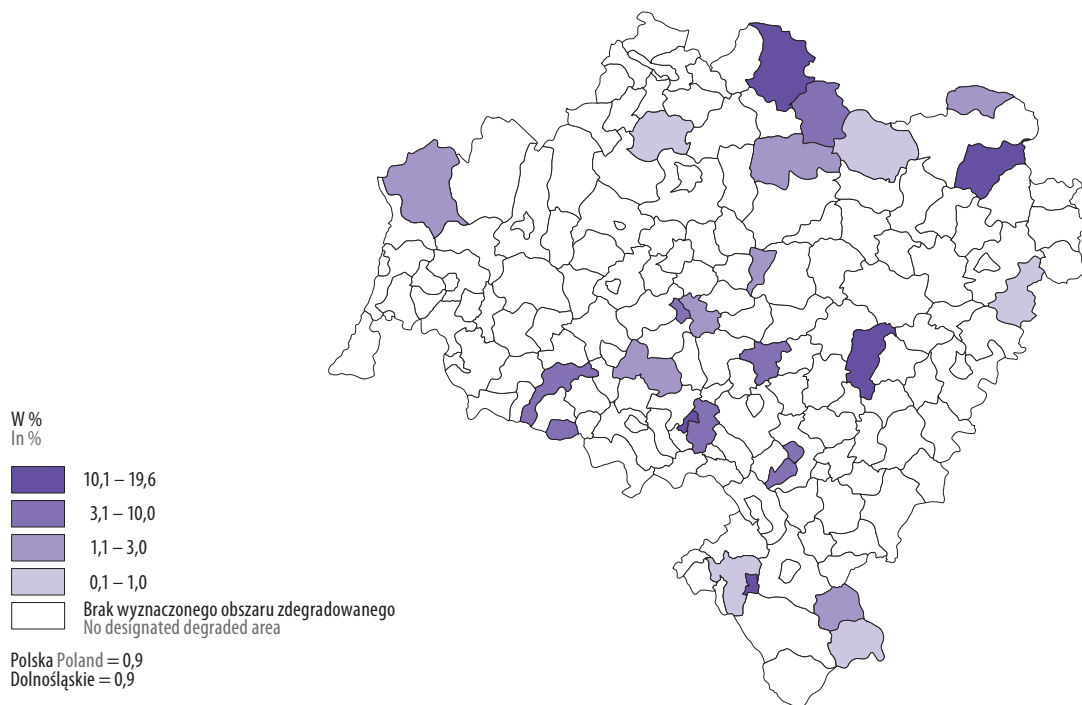 W %
In %
10,1 – 19,6
3,1 – 10,0
1,1 – 3,0
0,1 – 1,0
Brak wyznaczonego obszaru zdegradowanego
No designated degraded area
Polska Poland = 0,9
Dolnośląskie = 0,9